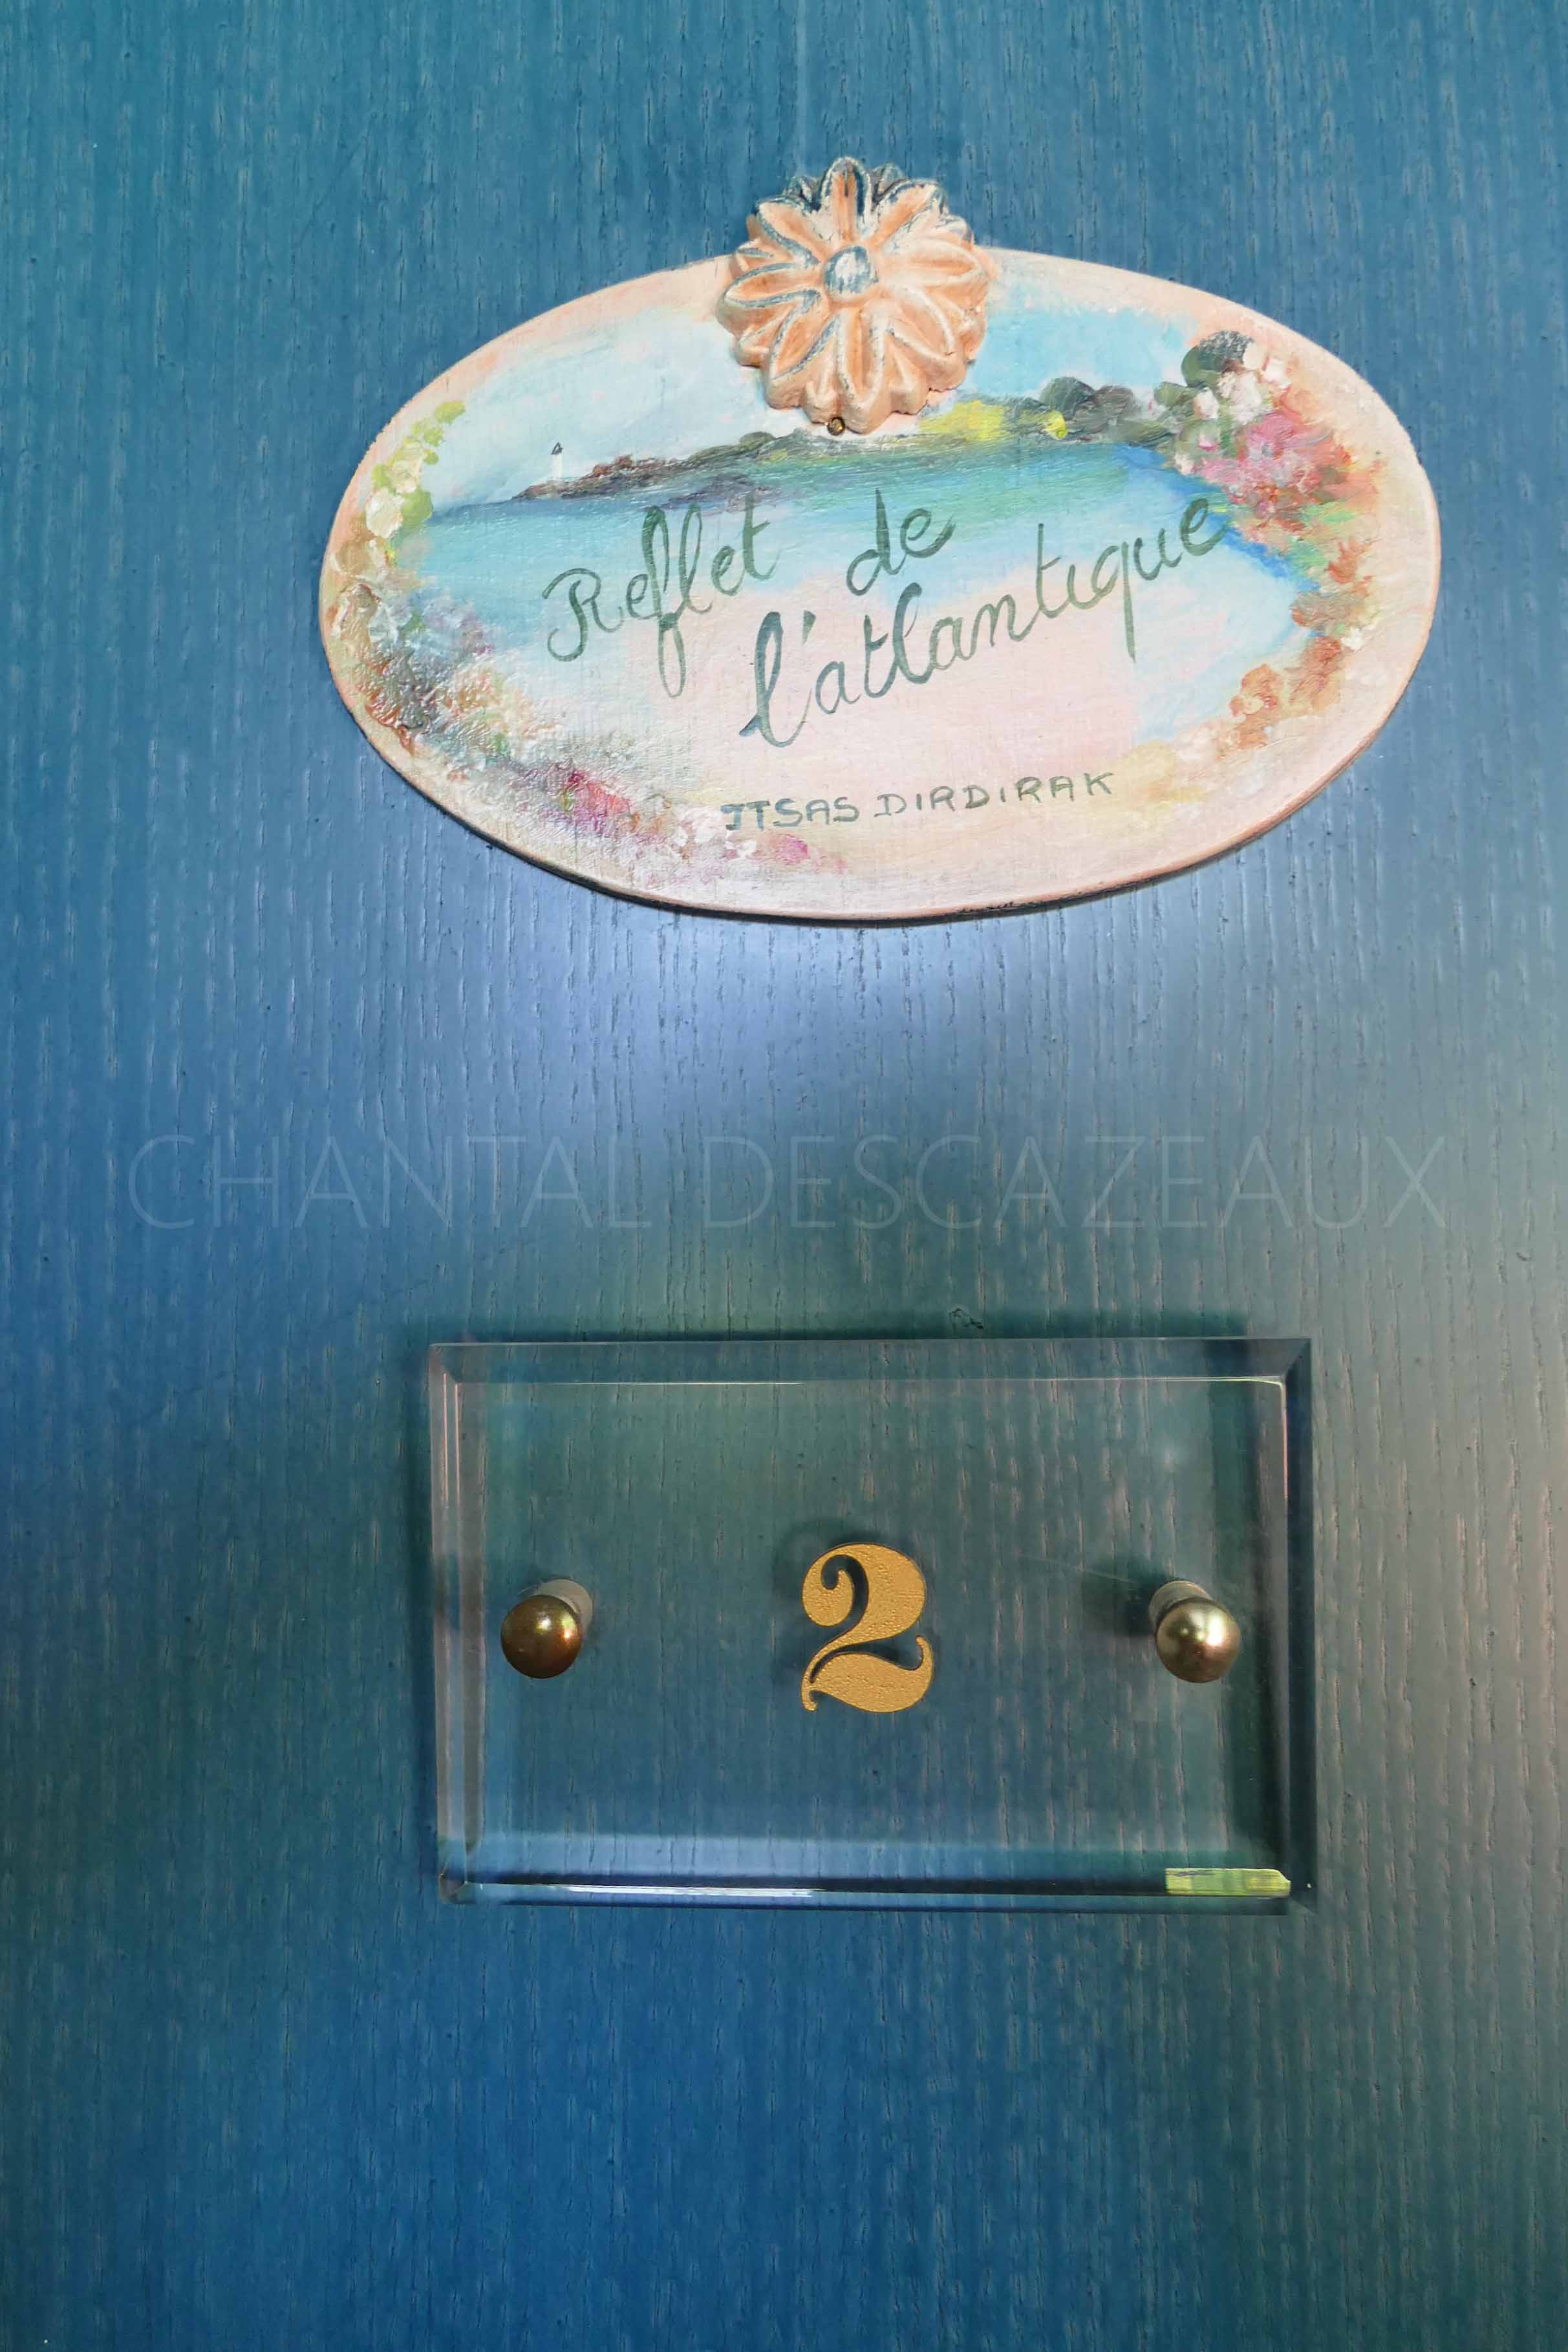 Reflet de
l'atlantique
ITSAS DIRDIRAK
CHANTAL DESCAZEAUX
2